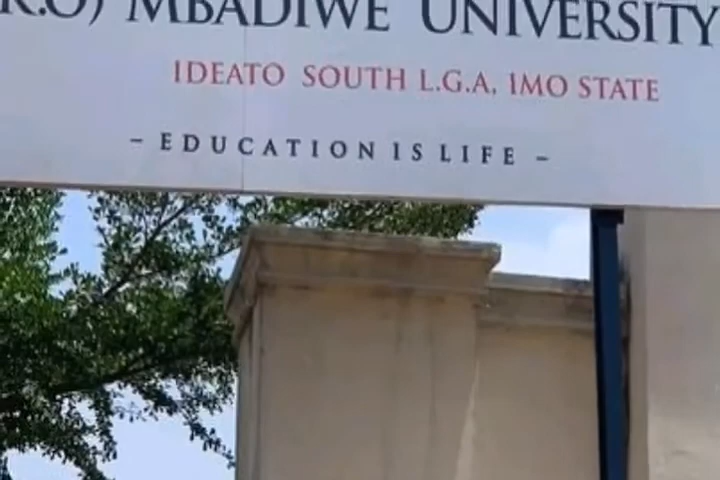 K.O) MBADIWE UNIVERSITY
IDEATO SOUTH L.G.A, IMO STATE
– EDUCATION IS LIFE –